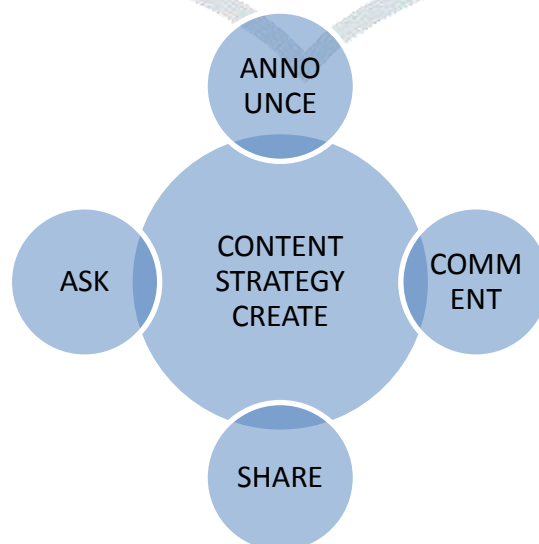 ANNO
UNCE
CONTENT
STRATEGY
CREATE
ASK
COMM
ENT
SHARE